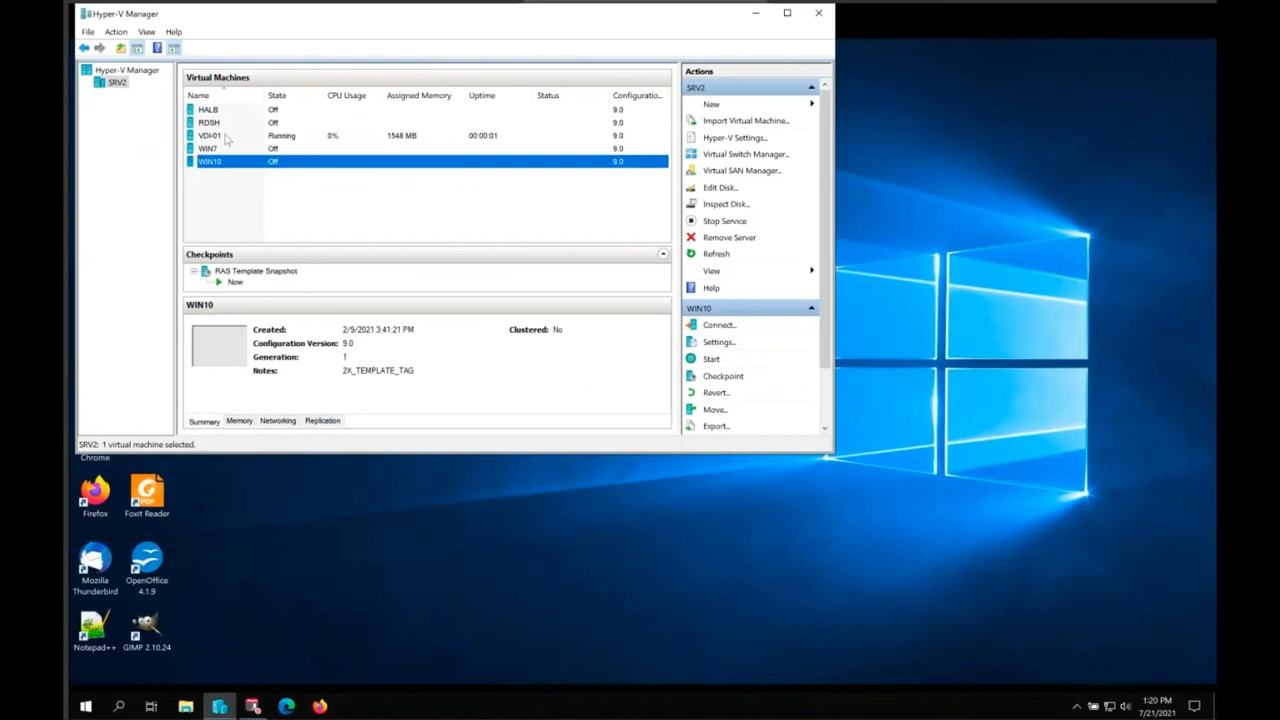 Hyper-V Manager
File Action View Help
Hyper-V Manager
SRV2
Virtual Machines
Name State CPU Usage Assigned Memory Uptime Status Configuratio...
HALB Off 9.0
RDSH Off 9.0
VDI-01 Running 0% 1548 MB 00:00:01 9.0
WIN7 Off 9.0
WIN10 Off 9.0
Checkpoints
RAS Template Snapshot
Now
WIN10
Created: 2/9/2021 3:41:21 PM Clustered: No
Configuration Version: 9.0
Generation: 1
Notes: 2X_TEMPLATE_TAG
Summary Memory Networking Replication
Actions
SRV2
New
Import Virtual Machine...
Hyper-V Settings...
Virtual Switch Manager...
Virtual SAN Manager...
Edit Disk...
Inspect Disk...
Stop Service
Remove Server
Refresh
View
Help
WIN10
Connect...
Settings...
Start
Checkpoint
Revert...
Move...
Export...
SRV2: 1 virtual machine selected.
Chrome
Firefox
Foxit Reader
PDF
Mozilla
Thunderbird
OpenOffice
4.1.9
Notepad++
GIMP 2.10.24
1:20 PM
7/21/2021